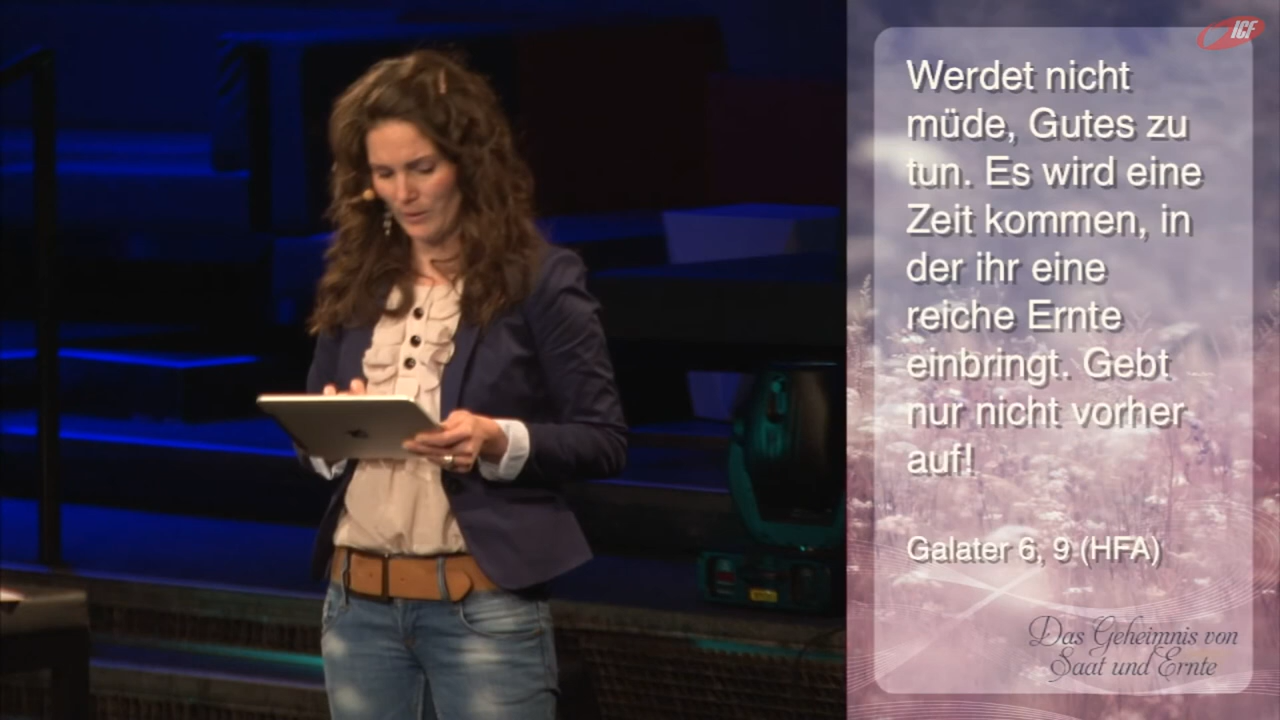 ICF
Werdet nicht
müde, Gutes zu
tun. Es wird eine
Zeit kommen, in
der ihr eine
reiche Ernte
einbringt. Gebt
nur nicht vorher
auf!
Galater 6, 9 (HFA)
Das Geheimnis von
Saat und Ernte